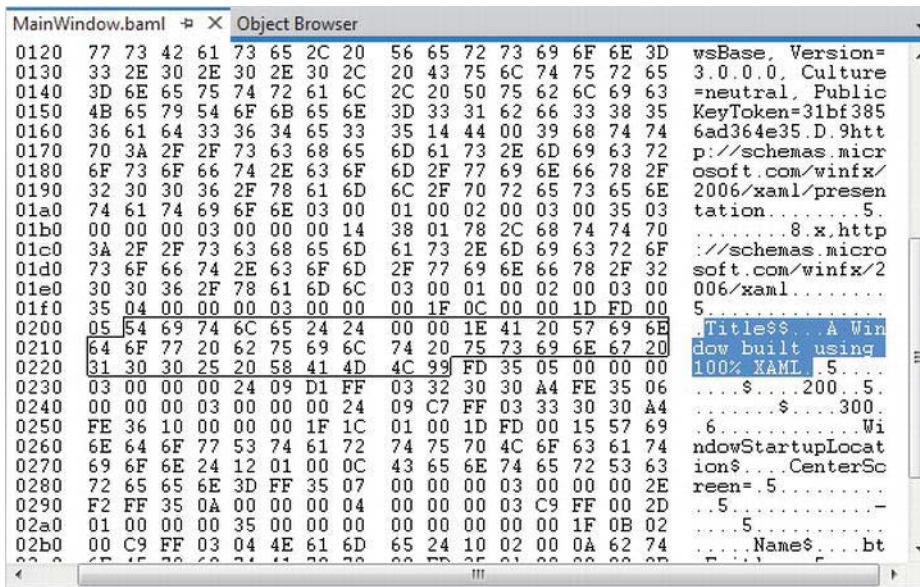 MainWindow.baml Object Browser
0120 77 73 42 61 73 65 2C 20 56 65 72 73 69 6F 6E 3D wsBase, Version=
0130 33 2E 30 2E 30 2E 30 2C 20 43 75 6C 74 75 72 65 3.0.0.0, Culture
0140 3D 6E 65 75 74 72 61 6C 2C 20 50 75 62 6C 69 63 =neutral, Public
0150 4B 65 79 54 6F 6B 65 6E 3D 33 31 62 66 33 38 35 KeyToken=31bf385
0160 36 61 64 33 36 34 65 33 35 14 44 00 39 68 74 74 6ad364e35.D.9htt
0170 70 3A 2F 2F 73 63 68 65 6D 61 73 2E 6D 69 63 72 p://schemas.micr
0180 6F 73 6F 66 74 2E 63 6F 6D 2F 77 69 6E 66 78 2F osoft.com/winfx/
0190 32 30 30 36 2F 78 61 6D 6C 2F 70 72 65 73 65 6E 2006/xaml/presen
01a0 74 61 74 69 6F 6E 03 00 01 00 02 00 03 00 35 03 tation........5.
01b0 00 00 00 03 00 00 00 14 38 01 78 2C 68 74 74 70 ........8.x,http
01c0 3A 2F 2F 73 63 68 65 6D 61 73 2E 6D 69 63 72 6F ://schemas.micro
01d0 73 6F 66 74 2E 63 6F 6D 2F 77 69 6E 66 78 2F 32 soft.com/winfx/2
01e0 30 30 36 2F 78 61 6D 6C 03 00 01 00 02 00 03 00 006/xaml........
01f0 35 04 00 00 00 03 00 00 00 1F 0C 00 00 1D FD 00 5...............
0200 05 54 69 74 6C 65 24 24 00 00 1E 41 20 57 69 6E .Title$$...A Win
0210 64 6F 77 20 62 75 69 6C 74 20 75 73 69 6E 67 20 dow built using
0220 31 30 30 25 20 58 41 4D 4C 99 FD 35 05 00 00 00 100% XAML..5....
0230 03 00 00 00 24 09 D1 FF 03 32 30 30 A4 FE 35 06 ....$....200..5.
0240 00 00 00 03 00 00 00 24 09 C7 FF 03 33 30 30 A4 .......$....300.
0250 FE 36 10 00 00 00 1F 1C 01 00 1D FD 00 15 57 69 .6............Wi
0260 6E 64 6F 77 53 74 61 72 74 75 70 4C 6F 63 61 74 ndowStartupLocat
0270 69 6F 6E 24 12 01 00 0C 43 65 6E 74 65 72 53 63 ion$....CenterSc
0280 72 65 65 6E 3D FF 35 07 00 00 00 03 00 00 00 2E reen=.5.........
0290 F2 FF 35 0A 00 00 00 04 00 00 00 03 C9 FF 00 2D ..5............-
02a0 01 00 00 00 35 00 00 00 00 00 00 00 00 1F 0B 02 ....5...........
02b0 00 C9 FF 03 04 4E 61 6D 65 24 10 02 00 0A 62 74 .....Name$....bt